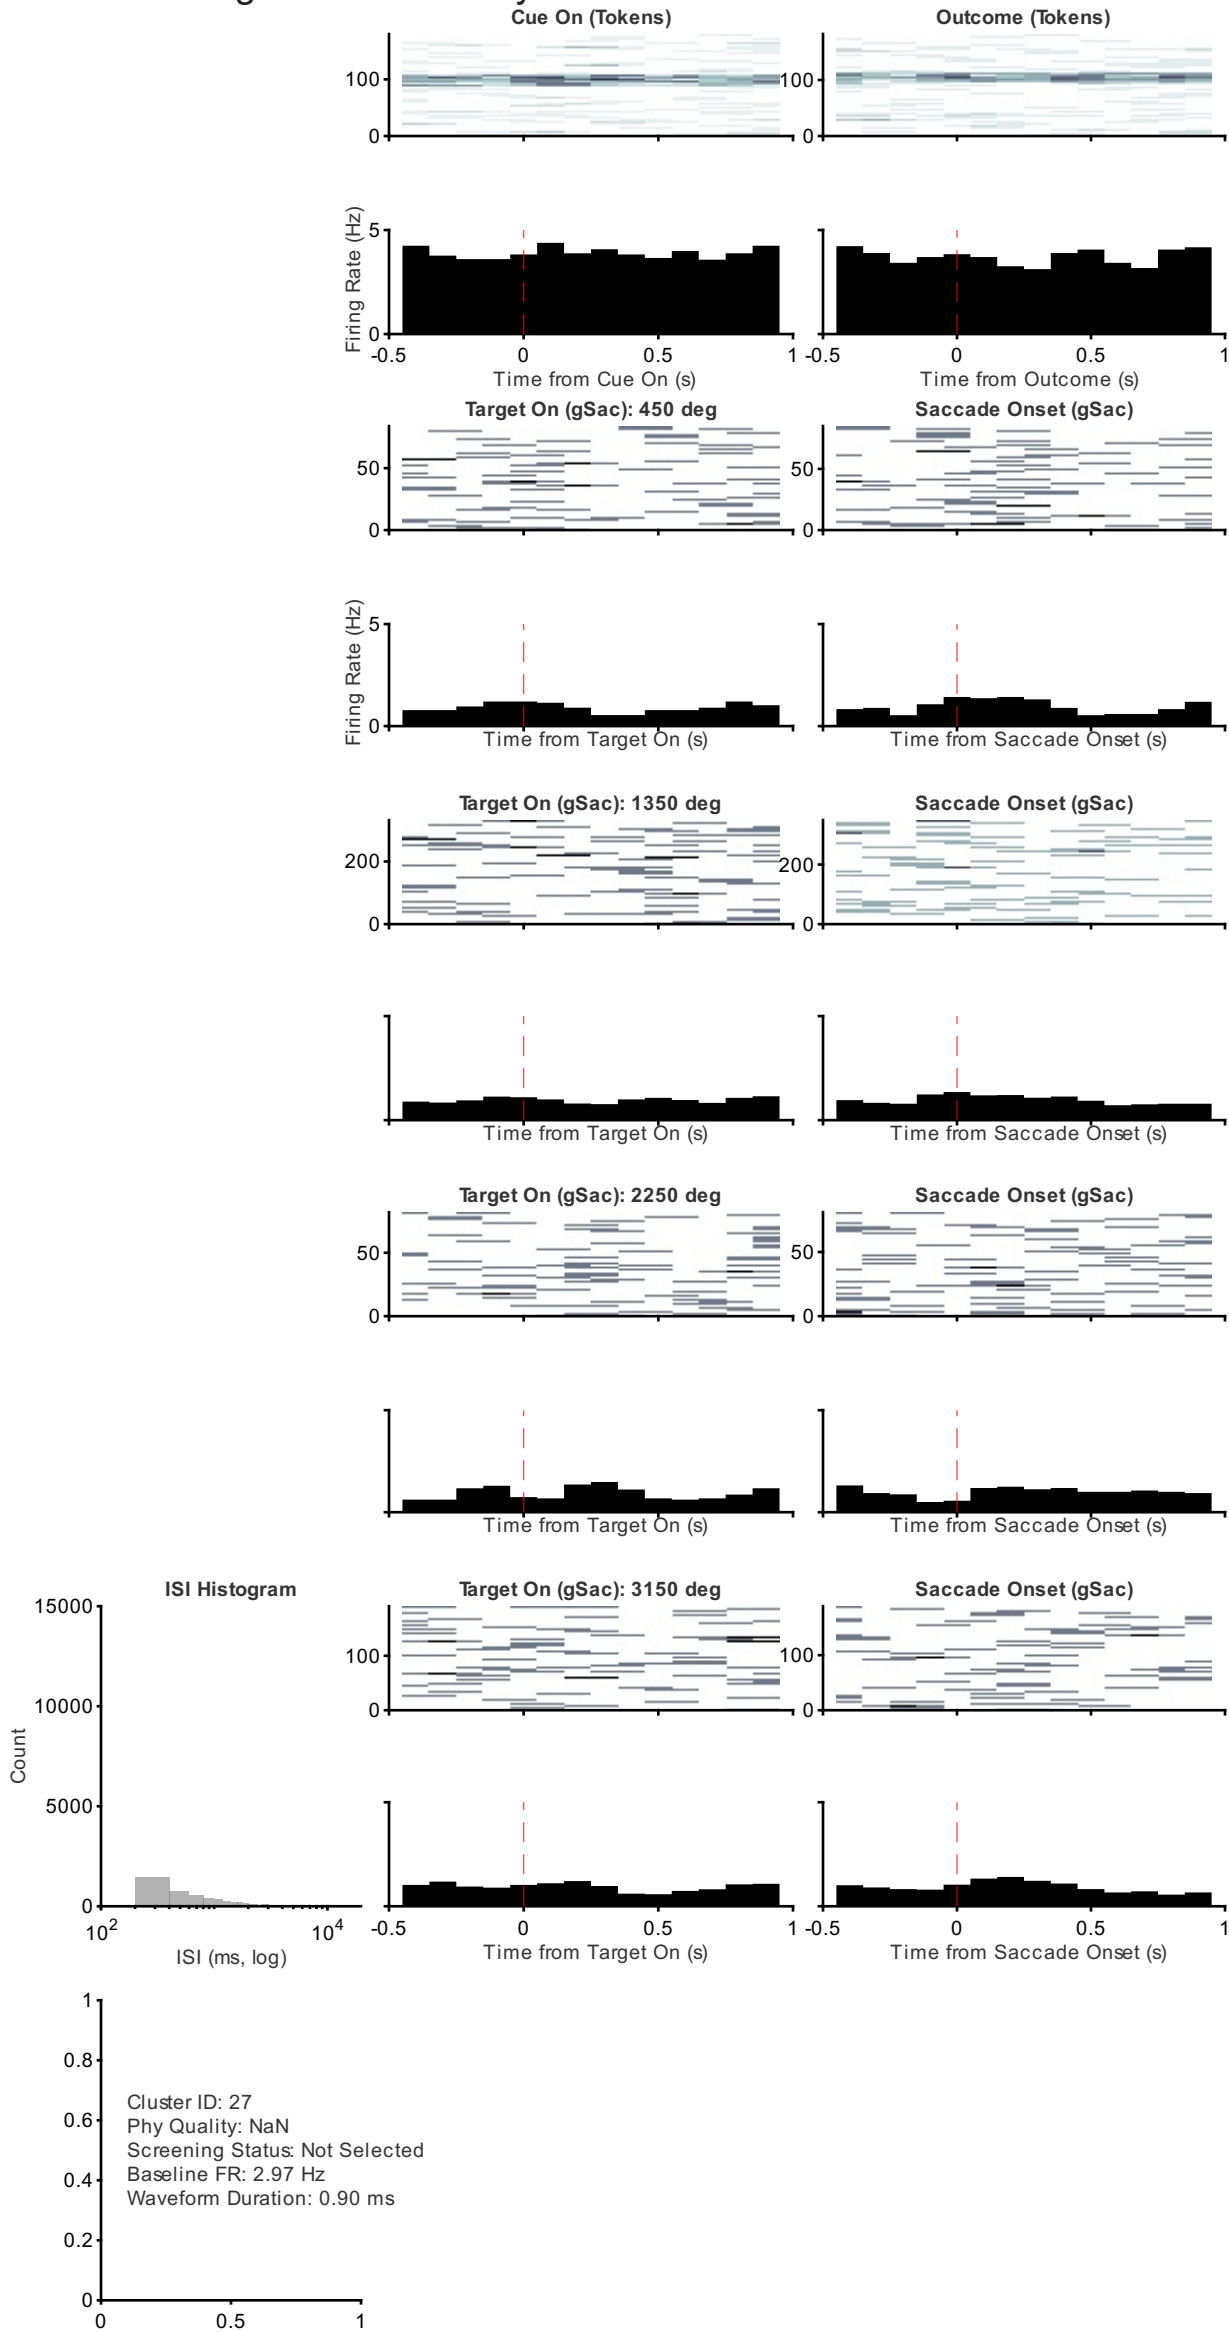 Cue On (Tokens)
Outcome (Tokens)
100
0
100
0
Firing Rate (Hz)
5
0
-0.5
0
0.5
1
-0.5
0
0.5
1
Time from Cue On (s)
Time from Outcome (s)
Target On (gSac): 450 deg
Saccade Onset (gSac)
50
0
50
0
Firing Rate (Hz)
5
0
Time from Target On (s)
Time from Saccade Onset (s)
Target On (gSac): 1350 deg
Saccade Onset (gSac)
200
0
200
0
Time from Target On (s)
Time from Saccade Onset (s)
Target On (gSac): 2250 deg
Saccade Onset (gSac)
50
0
50
0
Time from Target On (s)
Time from Saccade Onset (s)
ISI Histogram
Target On (gSac): 3150 deg
Saccade Onset (gSac)
15000
10000
5000
0
Count
10²
10⁴
ISI (ms, log)
100
0
100
0
-0.5
0
0.5
1
-0.5
0
0.5
1
Time from Target On (s)
Time from Saccade Onset (s)
1
0.8
0.6
0.4
0.2
0
Cluster ID: 27
Phy Quality: NaN
Screening Status: Not Selected
Baseline FR: 2.97 Hz
Waveform Duration: 0.90 ms
0
0.5
1